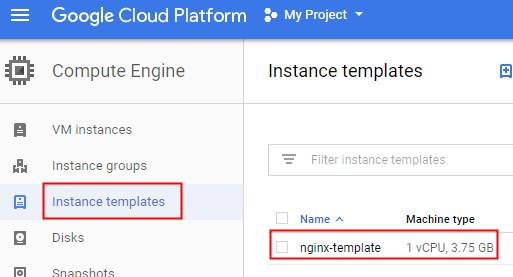 Google Cloud Platform
My Project
Compute Engine
Instance templates
VM instances
Instance groups
Instance templates
Disks
Snapshots
Filter instance templates
Name
Machine type
nginx-template
1 vCPU, 3.75 GB